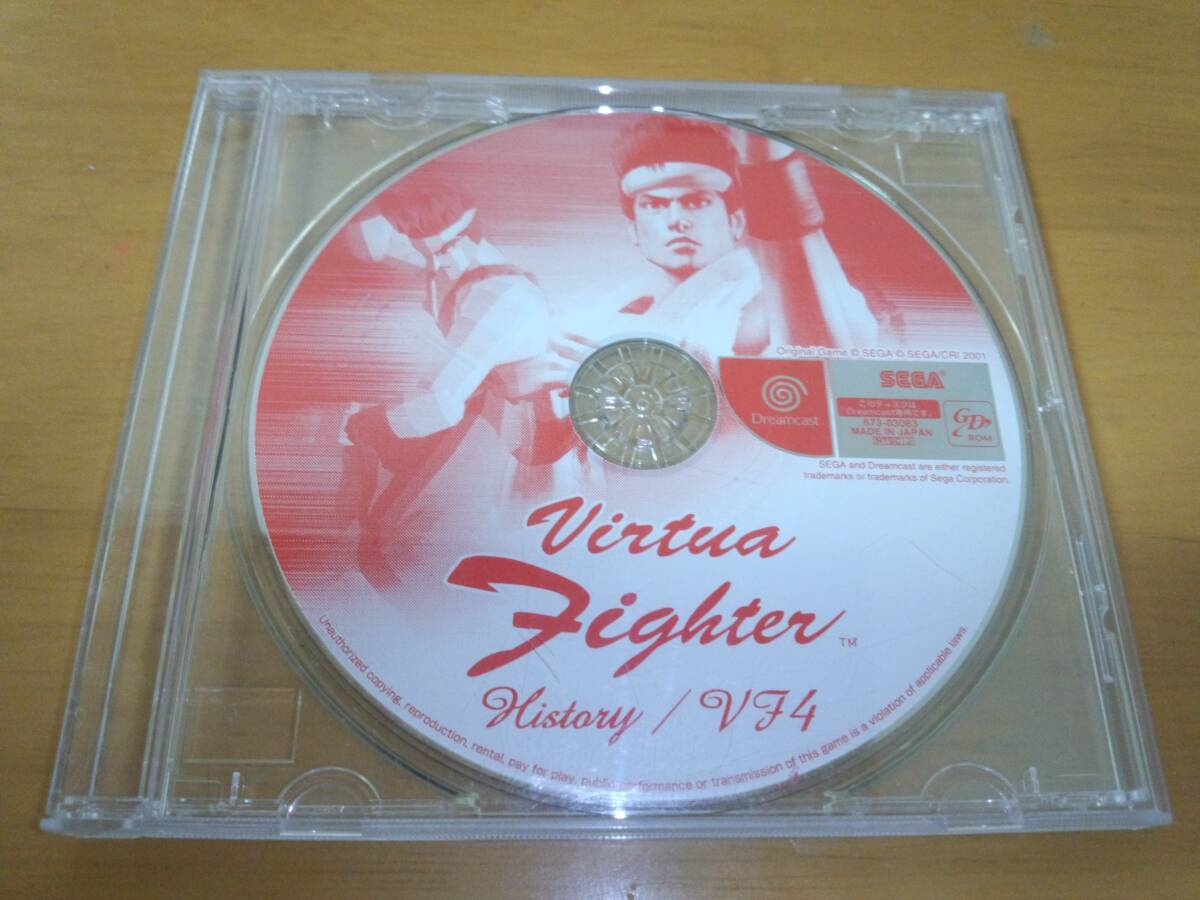 Original Game © SEGA © SEGA/CRI 2001
Dreamcast
SEGA
このディスクは
Dreamcast専用です。
673-03083
MADE IN JAPAN
NTSC-J
GD
ROM
SEGA and Dreamcast are either registered
trademarks or trademarks of Sega Corporation.
Virtua
Fighter™
History / VF4
Unauthorized copying, reproduction, rental, pay for play, public performance or transmission of this game is a violation of applicable laws.